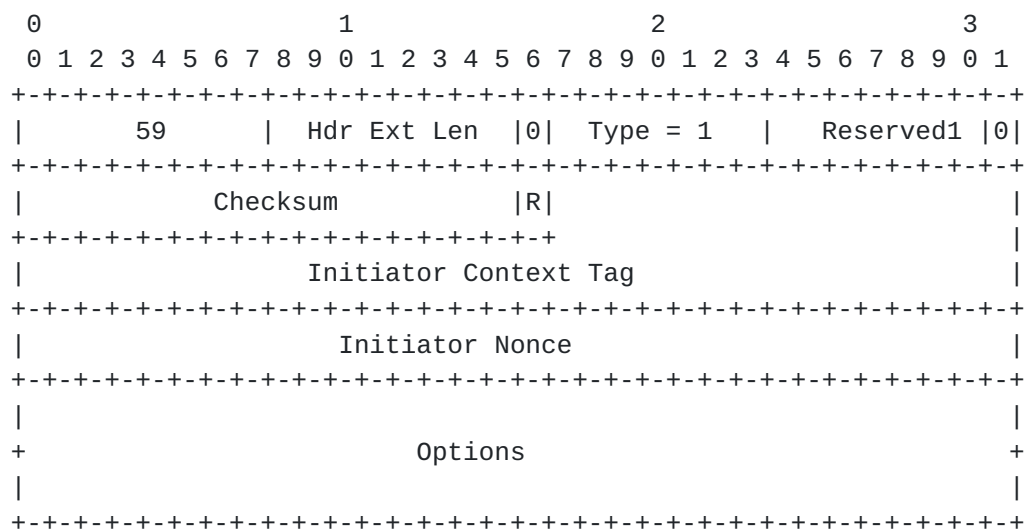 0                   1                   2                   3
 0 1 2 3 4 5 6 7 8 9 0 1 2 3 4 5 6 7 8 9 0 1 2 3 4 5 6 7 8 9 0 1
+-+-+-+-+-+-+-+-+-+-+-+-+-+-+-+-+-+-+-+-+-+-+-+-+-+-+-+-+-+-+-+-+
|       59      |  Hdr Ext Len  |0|  Type = 1   |   Reserved1 |0|
+-+-+-+-+-+-+-+-+-+-+-+-+-+-+-+-+-+-+-+-+-+-+-+-+-+-+-+-+-+-+-+-+
|            Checksum           |R|                             |
+-+-+-+-+-+-+-+-+-+-+-+-+-+-+-+-+-+                             |
|                  Initiator Context Tag                        |
+-+-+-+-+-+-+-+-+-+-+-+-+-+-+-+-+-+-+-+-+-+-+-+-+-+-+-+-+-+-+-+-+
|                    Initiator Nonce                            |
+-+-+-+-+-+-+-+-+-+-+-+-+-+-+-+-+-+-+-+-+-+-+-+-+-+-+-+-+-+-+-+-+
|                                                               |
+                         Options                               +
|                                                               |
+-+-+-+-+-+-+-+-+-+-+-+-+-+-+-+-+-+-+-+-+-+-+-+-+-+-+-+-+-+-+-+-+